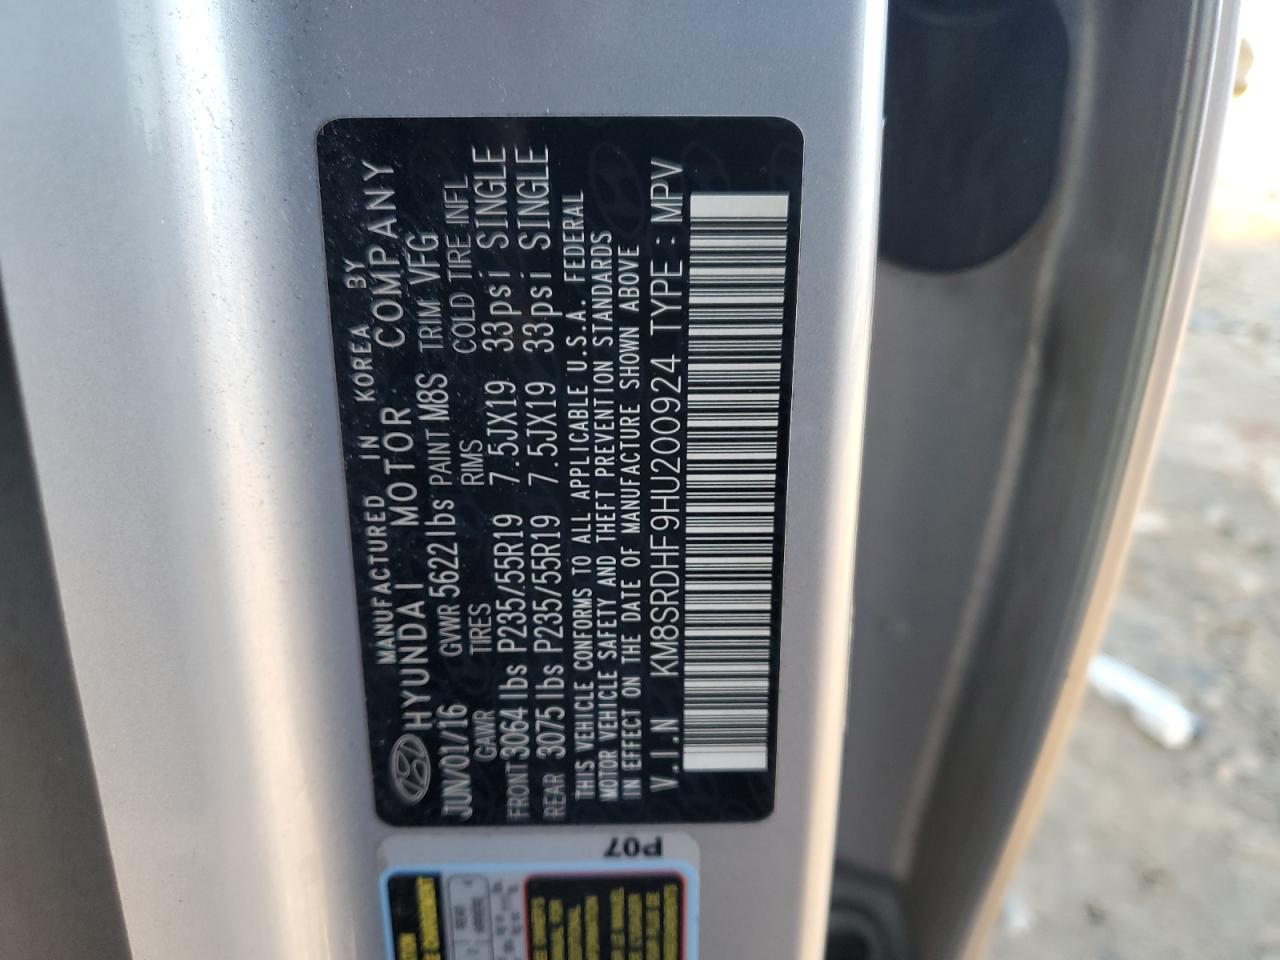 MANUFACTURED IN KOREA BY
HYUNDAI MOTOR COMPANY
JUN/01/16 GVWR 5622lbs PAINT M8S TRIM VFG
GAWR TIRES RIMS COLD TIRE INFL
FRONT 3064lbs P235/55R19 7.5JX19 33psi SINGLE
REAR 3075lbs P235/55R19 7.5JX19 33psi SINGLE
THIS VEHICLE CONFORMS TO ALL APPLICABLE U.S.A. FEDERAL
MOTOR VEHICLE SAFETY AND THEFT PREVENTION STANDARDS
IN EFFECT ON THE DATE OF MANUFACTURE SHOWN ABOVE
V.I.N KM8SRDHF9HU200924 TYPE : MPV
P07